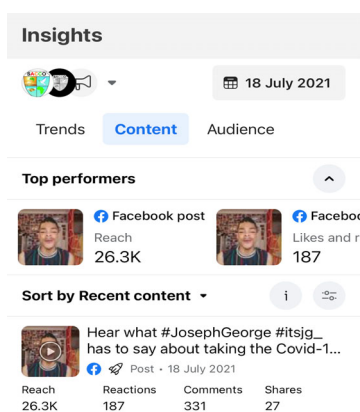 Insights
SACCO
18 July 2021
Trends Content Audience
Top performers
Facebook post
Reach
26.3K
Facebo
Likes and r
187
Sort by Recent content
Hear what #JosephGeorge #itsjg_
has to say about taking the Covid-1...
Post · 18 July 2021
Reach Reactions Comments Shares
26.3K 187 331 27